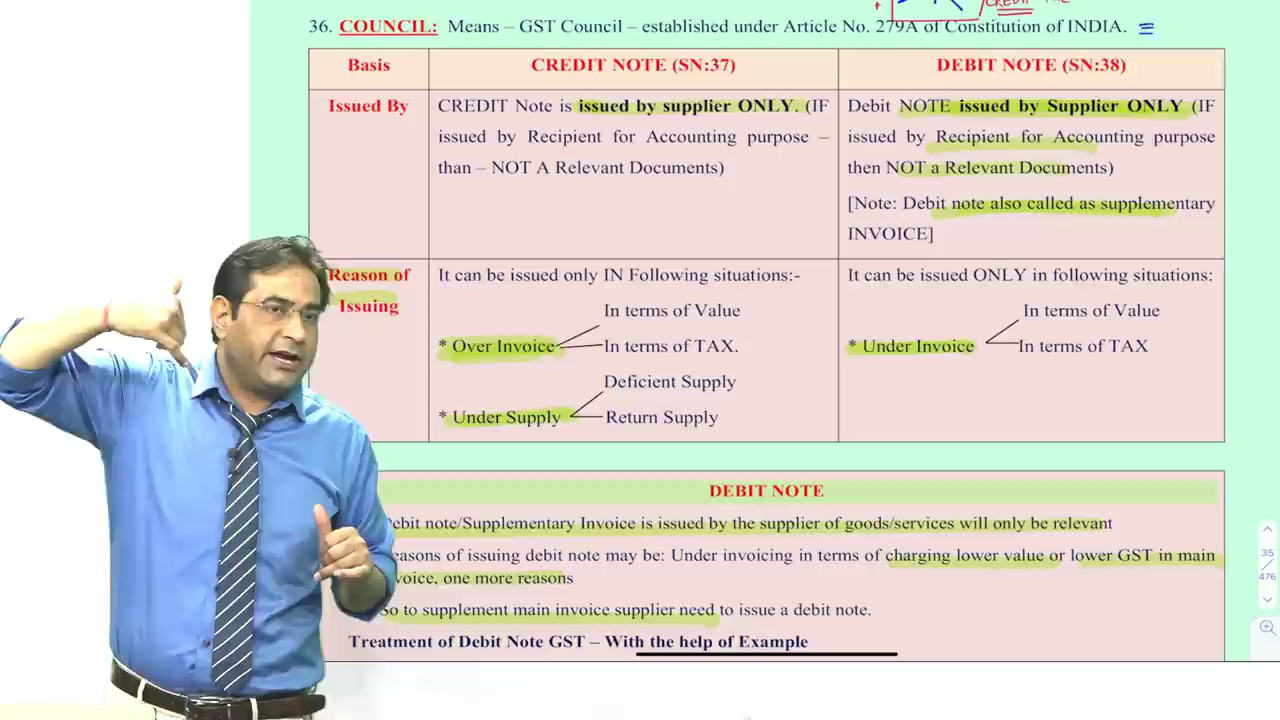 CREDIT
36. COUNCIL: Means – GST Council – established under Article No. 279A of Constitution of INDIA.
Basis
CREDIT NOTE (SN:37)
DEBIT NOTE (SN:38)
Issued By
CREDIT Note is issued by supplier ONLY. (IF
issued by Recipient for Accounting purpose –
than – NOT A Relevant Documents)
Debit NOTE issued by Supplier ONLY (IF
issued by Recipient for Accounting purpose
then NOT a Relevant Documents)
[Note: Debit note also called as supplementary
INVOICE]
Reason of
Issuing
It can be issued only IN Following situations:-
In terms of Value
* Over Invoice
In terms of TAX.
Deficient Supply
* Under Supply
Return Supply
It can be issued ONLY in following situations:
In terms of Value
* Under Invoice
In terms of TAX
DEBIT NOTE
ebit note/Supplementary Invoice is issued by the supplier of goods/services will only be relevant
easons of issuing debit note may be: Under invoicing in terms of charging lower value or lower GST in main
voice, one more reasons
So to supplement main invoice supplier need to issue a debit note.
Treatment of Debit Note GST – With the help of Example
35
476